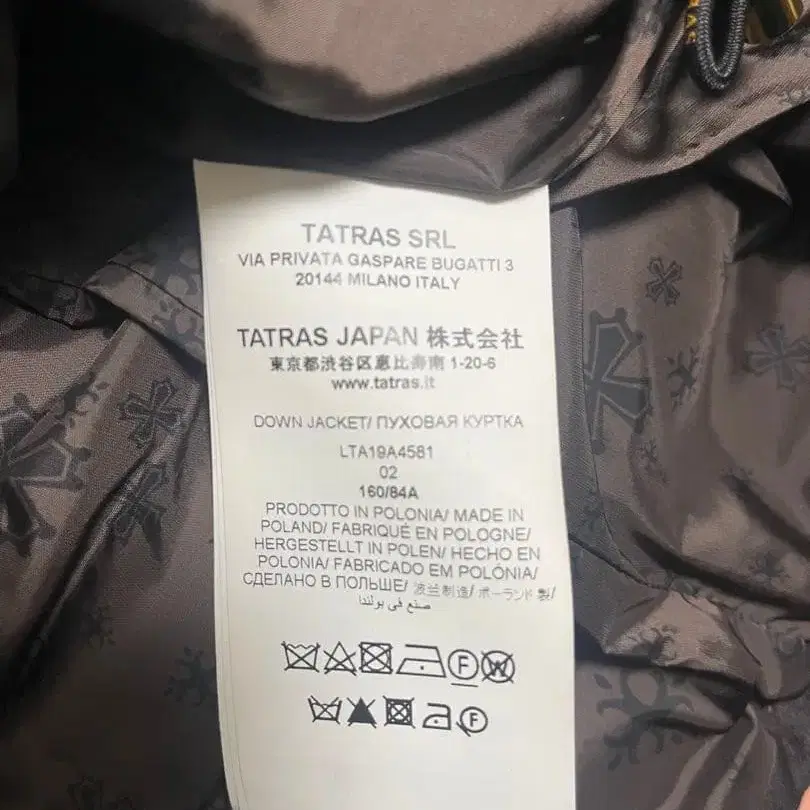 TATRAS SRL
VIA PRIVATA GASPARE BUGATTI 3
20144 MILANO ITALY
TATRAS JAPAN 株式会社
東京都渋谷区恵比寿南 1-20-6
www.tatras.it
DOWN JACKET/ ПУХОВАЯ КУРТКА
LTA19A4581
02
160/84A
PRODOTTO IN POLONIA/ MADE IN
POLAND/ FABRIQUÉ EN POLOGNE/
HERGESTELLT IN POLEN/ HECHO EN
POLONIA/ FABRICADO EM POLÓNIA/
СДЕЛАНО В ПОЛЬШЕ/ 波兰制造/ ポーランド 製/
صنع في بولندا
F W
F